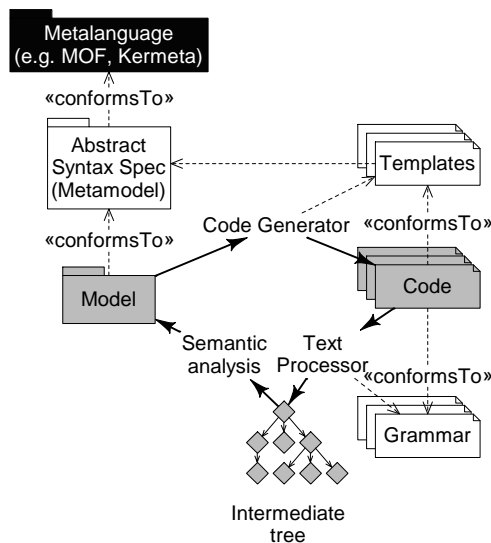 Metalanguage
(e.g. MOF, Kermeta)
«conformsTo»
Abstract
Syntax Spec
(Metamodel)
Templates
«conformsTo»
Code Generator
«conformsTo»
Model
Code
Semantic
analysis
Text
Processor
«conformsTo»
Grammar
Intermediate
tree